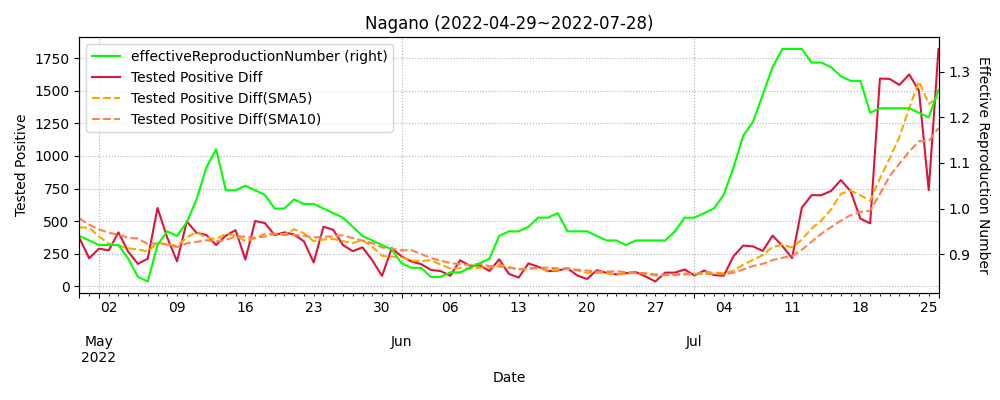 Nagano (2022-04-29~2022-07-28)
effectiveReproductionNumber (right)
Tested Positive Diff
Tested Positive Diff(SMA5)
Tested Positive Diff(SMA10)
Tested Positive
1750
1500
1250
1000
750
500
250
0
Effective Reproduction Number
1.3
1.2
1.1
1.0
0.9
02 09 16 23 30 06 13 20 27 04 11 18 25
May Jun Jul
2022
Date